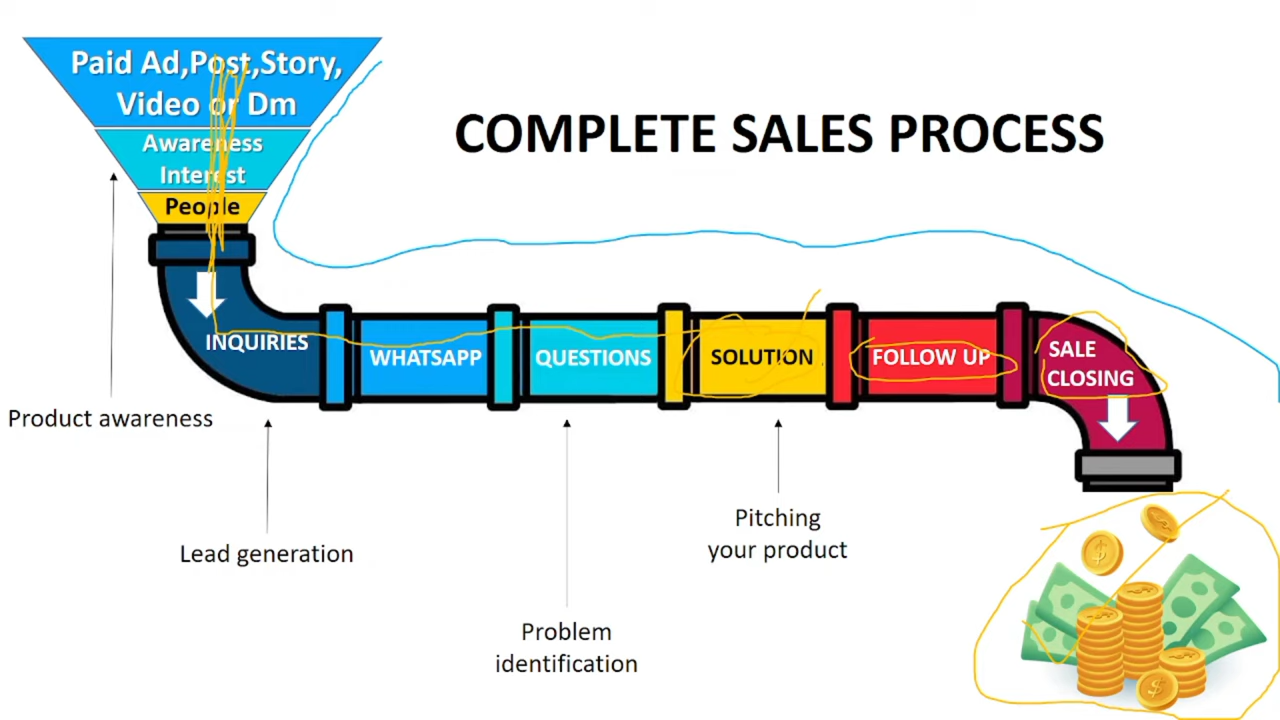 Paid Ad,Post,Story,
Video or Dm
COMPLETE SALES PROCESS
Awareness
Interest
People
INQUIRIES
WHATSAPP
QUESTIONS
SOLUTION
FOLLOW UP
SALE
CLOSING
Product awareness
Lead generation
Pitching
your product
Problem
identification